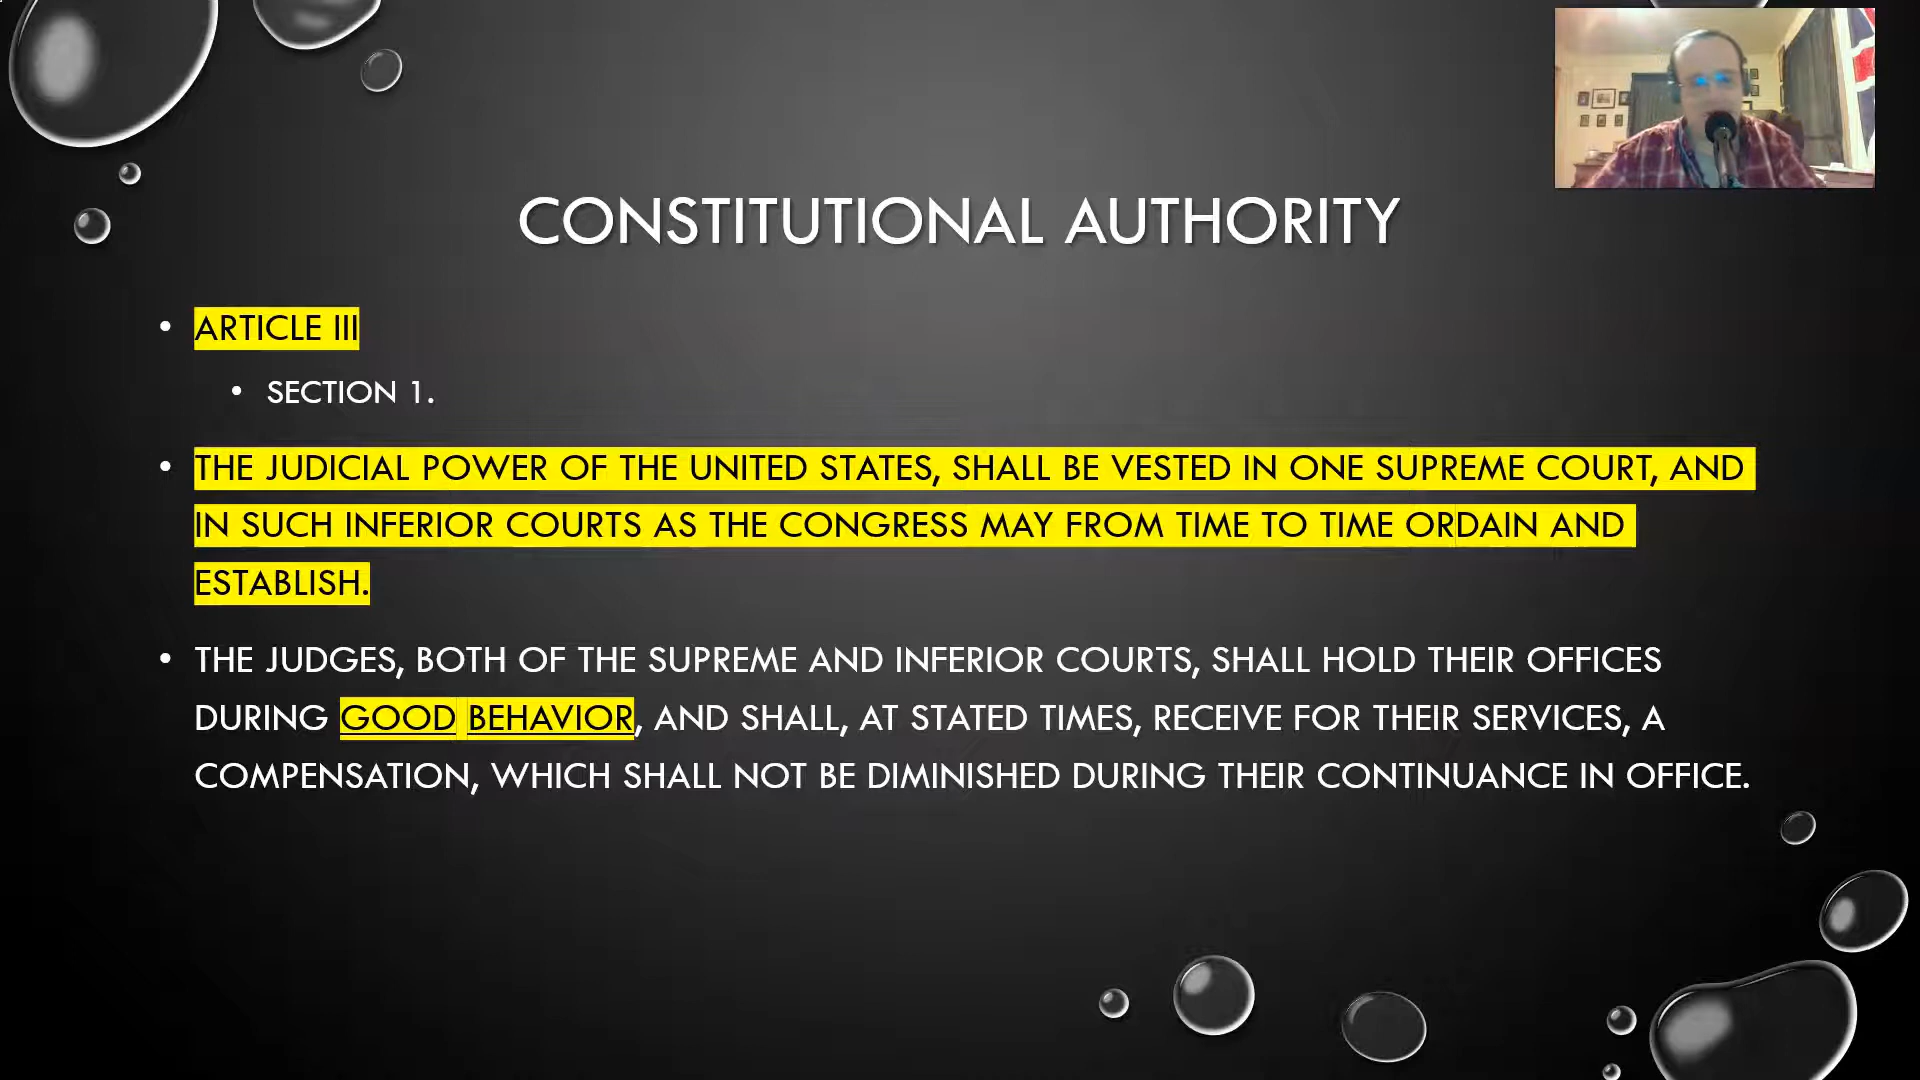 CONSTITUTIONAL AUTHORITY
• ARTICLE III
• SECTION 1.
• THE JUDICIAL POWER OF THE UNITED STATES, SHALL BE VESTED IN ONE SUPREME COURT, AND
IN SUCH INFERIOR COURTS AS THE CONGRESS MAY FROM TIME TO TIME ORDAIN AND
ESTABLISH.
• THE JUDGES, BOTH OF THE SUPREME AND INFERIOR COURTS, SHALL HOLD THEIR OFFICES
DURING GOOD BEHAVIOR, AND SHALL, AT STATED TIMES, RECEIVE FOR THEIR SERVICES, A
COMPENSATION, WHICH SHALL NOT BE DIMINISHED DURING THEIR CONTINUANCE IN OFFICE.